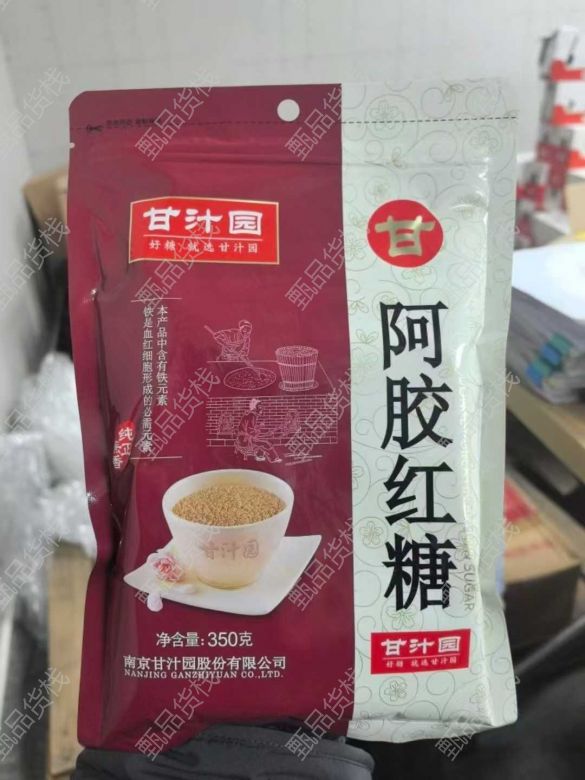 甘汁园
好糖,就选甘汁园
本产品中含有铁元素
铁是血红细胞形成的必需元素
纯正
甘汁园
净含量:350克
南京甘汁园股份有限公司
NANJING GANZHIYUAN CO.,LTD.
甘
阿胶红糖
SUGAR
甘汁园
好糖 就选甘汁园
甄品货栈